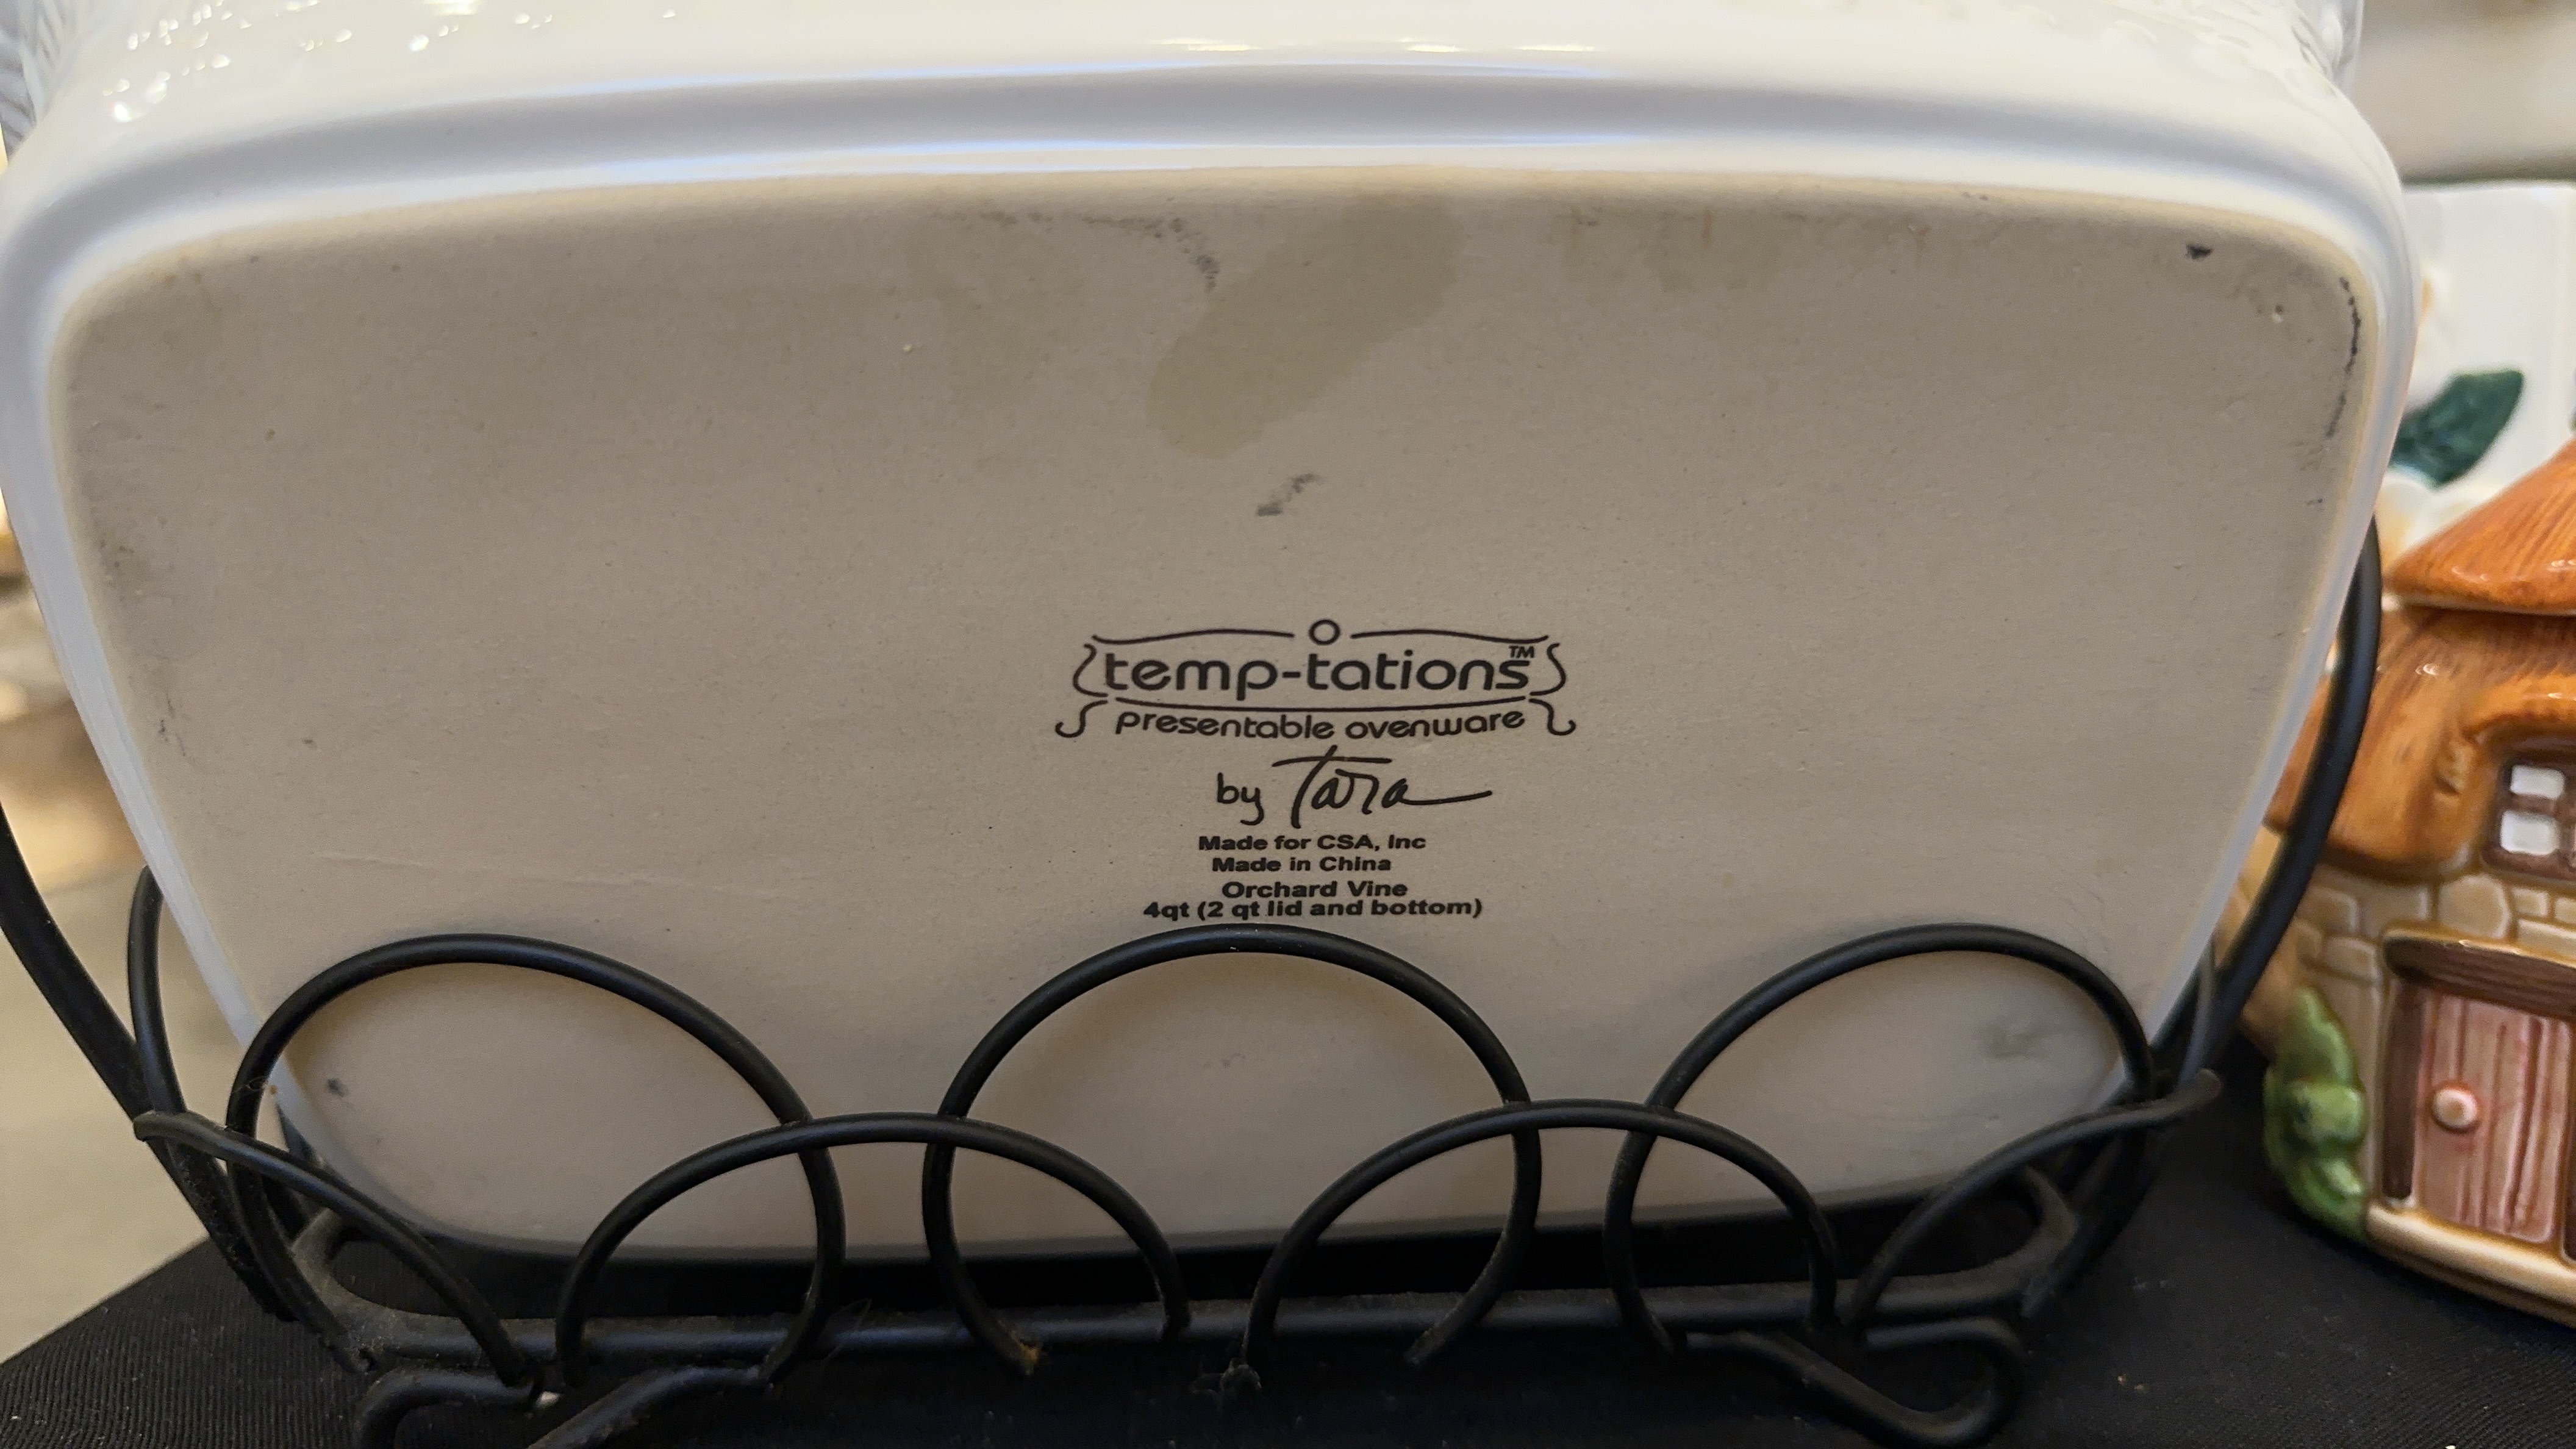 temp-tations™
presentable ovenware
by Tara
Made for CSA, Inc
Made in China
Orchard Vine
4qt (2 qt lid and bottom)